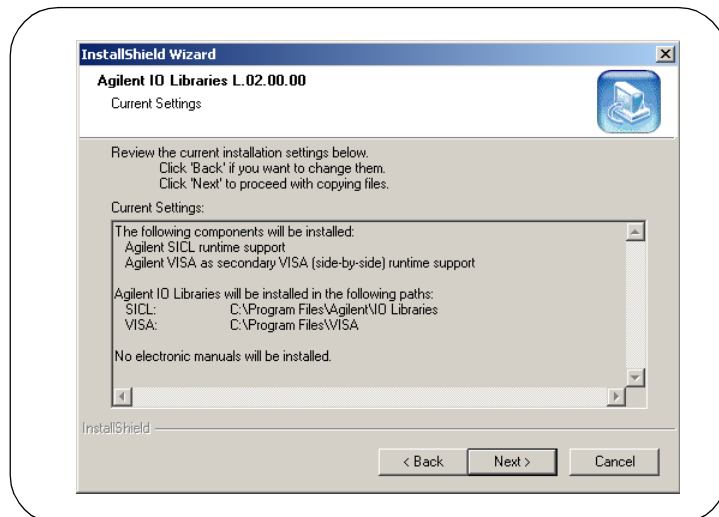 InstallShield Wizard
Agilent IO Libraries L.02.00.00
Current Settings
Review the current installation settings below.
Click 'Back' if you want to change them.
Click 'Next' to proceed with copying files.
Current Settings:
The following components will be installed:
Agilent SICL runtime support
Agilent VISA as secondary VISA (side-by-side) runtime support
Agilent IO Libraries will be installed in the following paths:
SICL: C:\Program Files\Agilent\IO Libraries
VISA: C:\Program Files\VISA
No electronic manuals will be installed.
InstallShield
< Back Next > Cancel